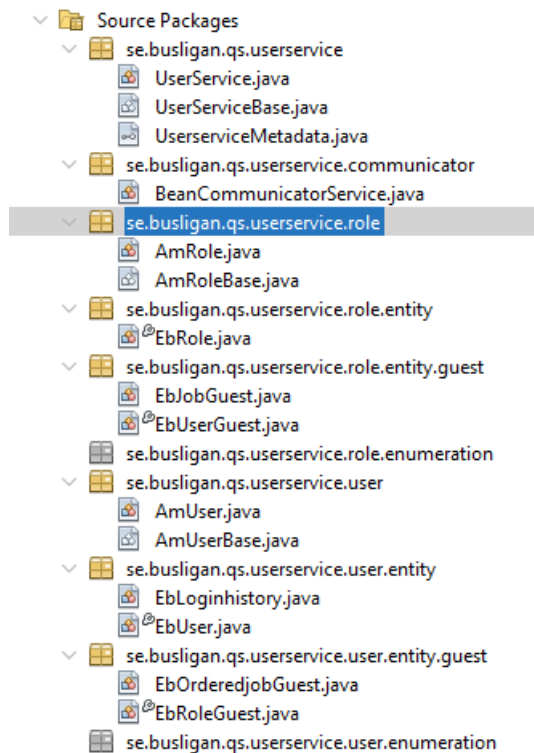 Source Packages
se.busligan.qs.userservice
UserService.java
UserServiceBase.java
UserserviceMetadata.java
se.busligan.qs.userservice.communicator
BeanCommunicatorService.java
se.busligan.qs.userservice.role
AmRole.java
AmRoleBase.java
se.busligan.qs.userservice.role.entity
EbRole.java
se.busligan.qs.userservice.role.entity.guest
EbJobGuest.java
EbUserGuest.java
se.busligan.qs.userservice.role.enumeration
se.busligan.qs.userservice.user
AmUser.java
AmUserBase.java
se.busligan.qs.userservice.user.entity
EbLoginhistory.java
EbUser.java
se.busligan.qs.userservice.user.entity.guest
EbOrderedjobGuest.java
EbRoleGuest.java
se.busligan.qs.userservice.user.enumeration